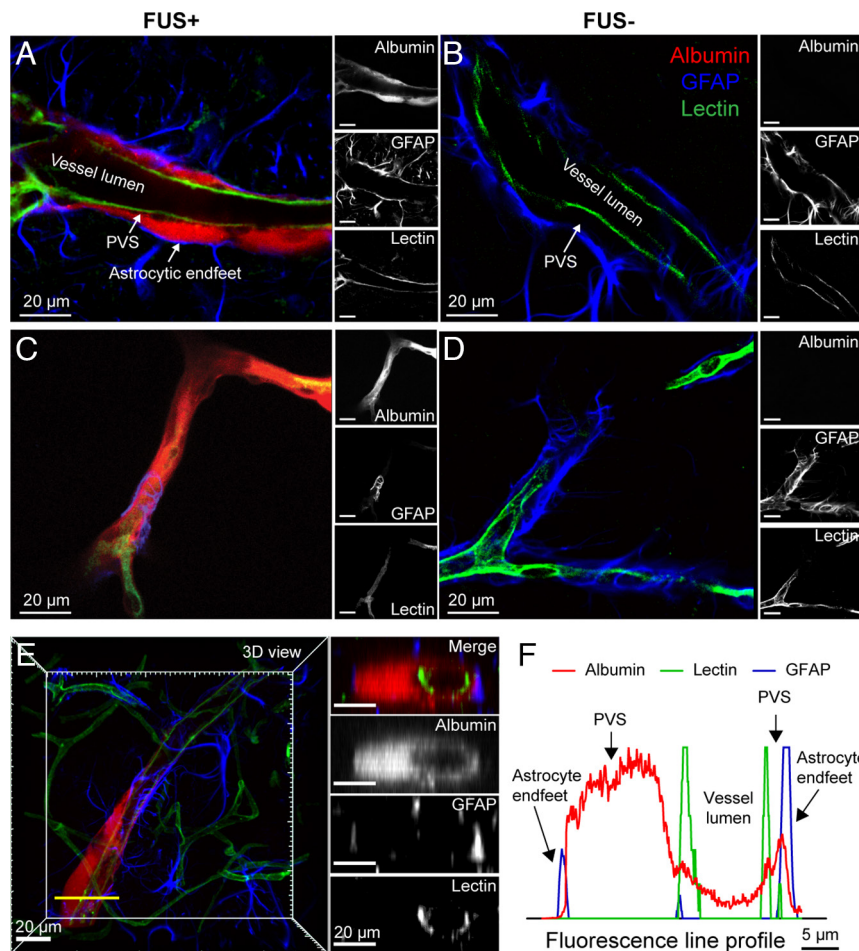 FUS+
FUS-
A
Vessel lumen
PVS
Astrocytic endfeet
20 µm
Albumin
GFAP
Lectin
B
Albumin
GFAP
Lectin
Vessel lumen
PVS
20 µm
Albumin
GFAP
Lectin
C
20 µm
Albumin
GFAP
Lectin
D
20 µm
Albumin
GFAP
Lectin
E
3D view
20 µm
Merge
Albumin
GFAP
Lectin
20 µm
F
Albumin
Lectin
GFAP
PVS
PVS
Astrocyte
endfeet
Vessel
lumen
Astrocyte
endfeet
Fluorescence line profile
5 µm